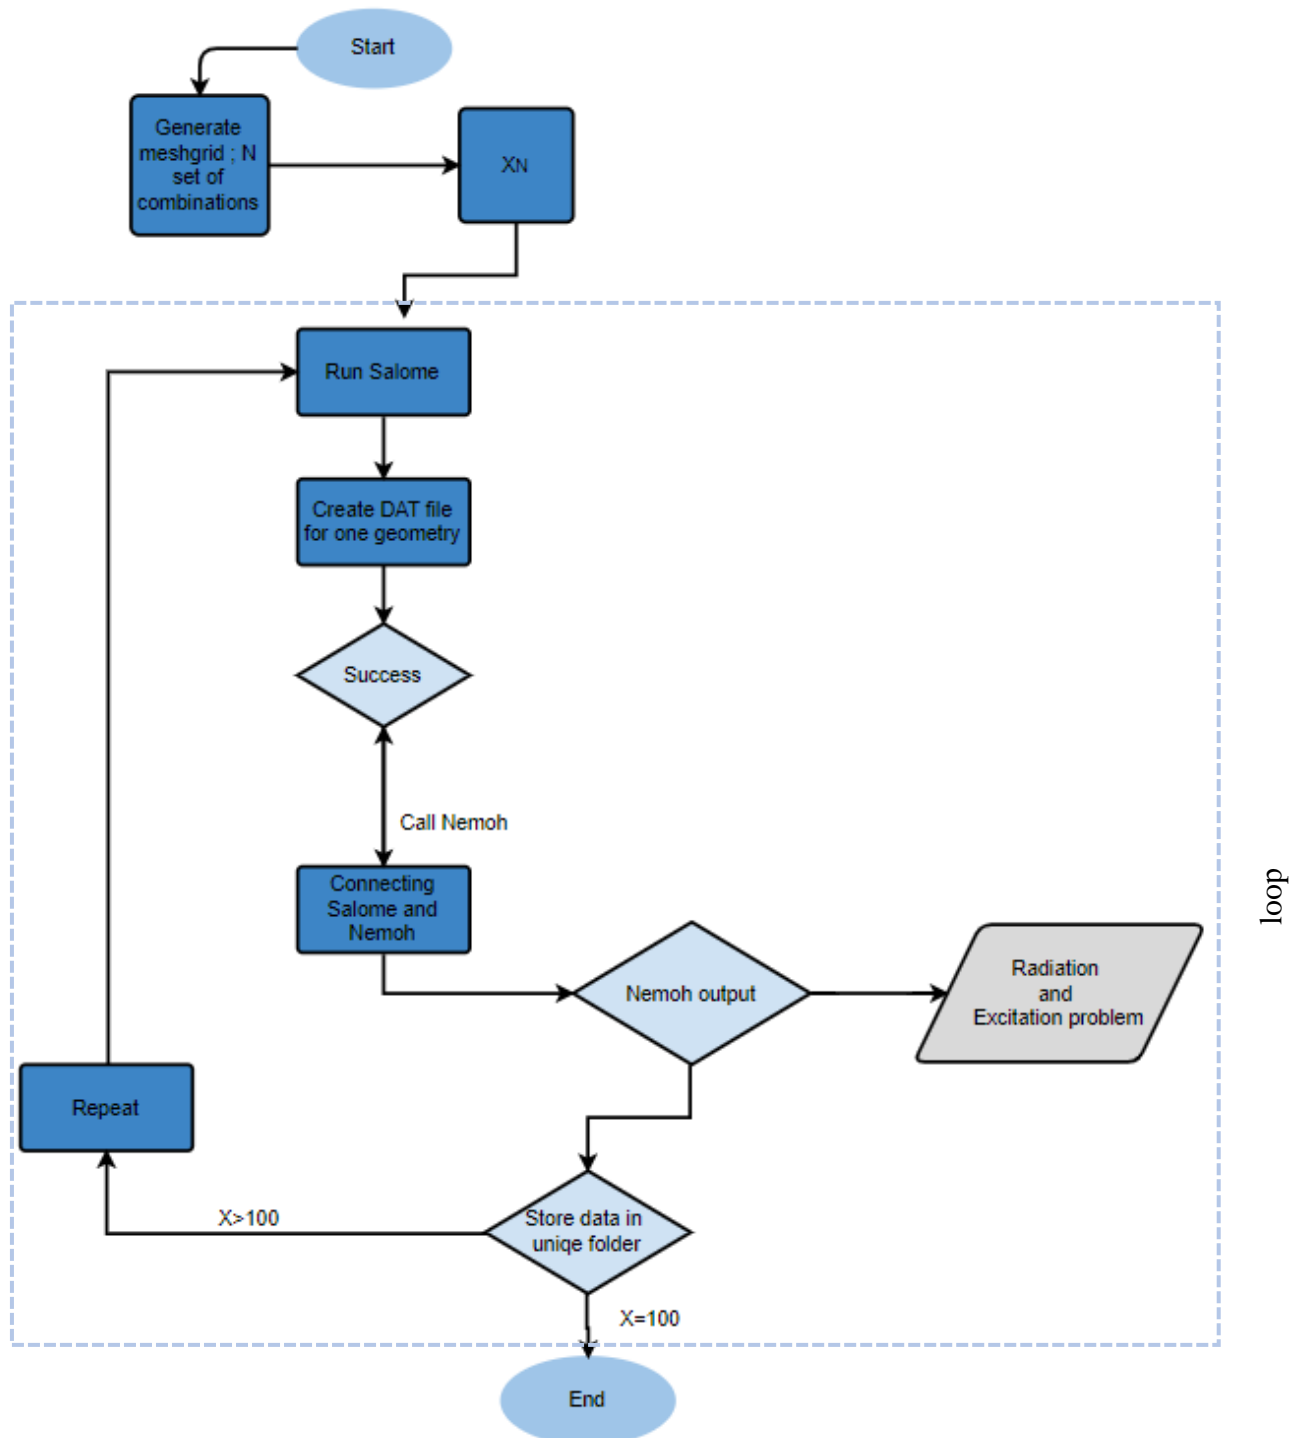 Start
Generate
meshgrid ; N
set of
combinations
XN
Run Salome
Create DAT file
for one geometry
Success
Call Nemoh
Connecting
Salome and
Nemoh
Nemoh output
Radiation
and
Excitation problem
loop
Repeat
X>100
Store data in
uniqe folder
X=100
End